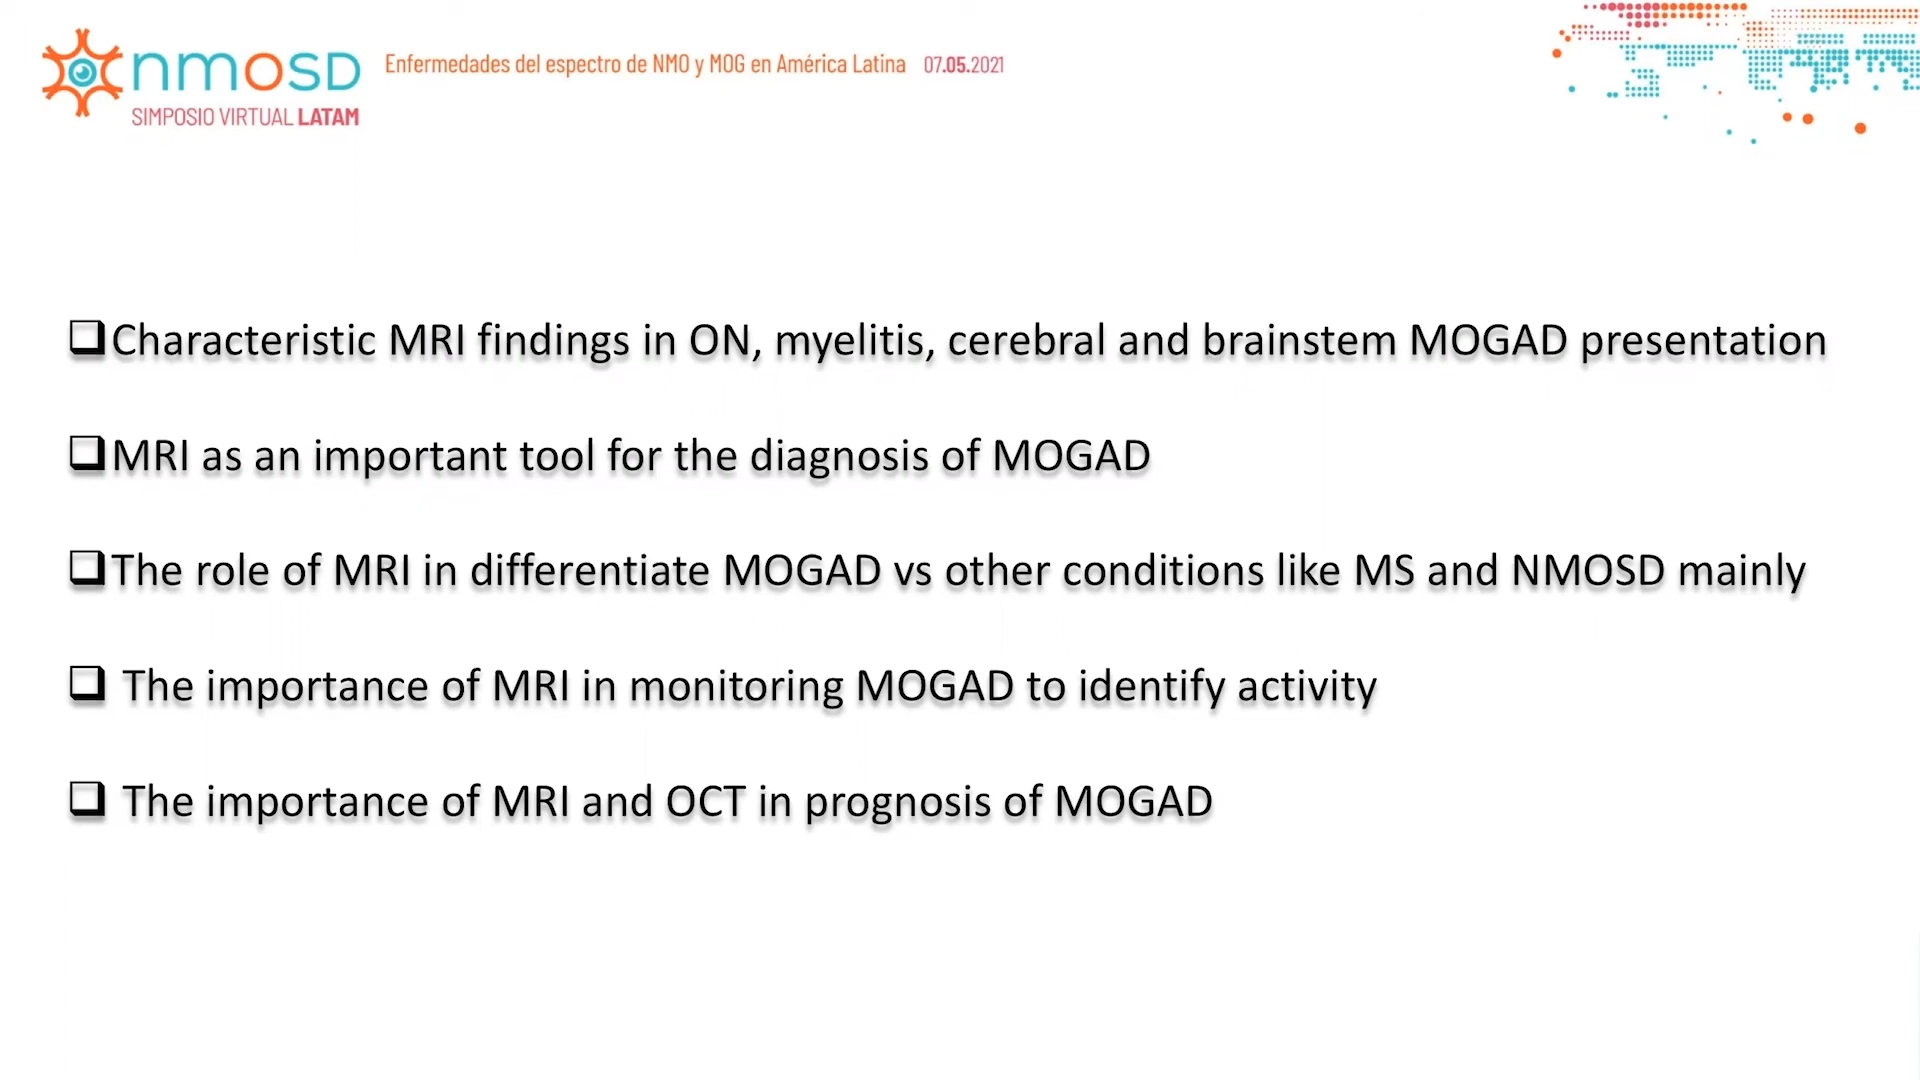 nmosd
SIMPOSIO VIRTUAL LATAM
Enfermedades del espectro de NMO y MOG en América Latina 07.05.2021
Characteristic MRI findings in ON, myelitis, cerebral and brainstem MOGAD presentation
MRI as an important tool for the diagnosis of MOGAD
The role of MRI in differentiate MOGAD vs other conditions like MS and NMOSD mainly
The importance of MRI in monitoring MOGAD to identify activity
The importance of MRI and OCT in prognosis of MOGAD